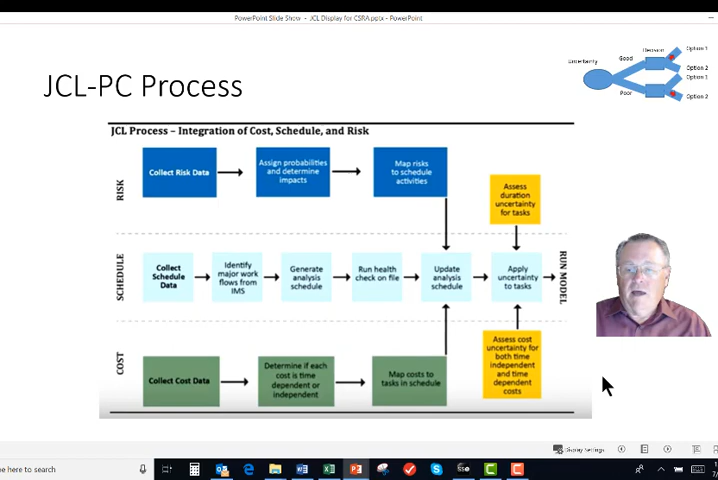 PowerPoint Slide Show - JCL Display for CSRA.pptx - PowerPoint
JCL-PC Process
Decision
Option 1
Good
Option 2
Uncertainty
Option 1
Poor
Option 2
JCL Process – Integration of Cost, Schedule, and Risk
RISK
Collect Risk Data
Assign probabilities
and determine
impacts
Map risks
to schedule
activities
Assess
duration
uncertainty
for tasks
SCHEDULE
Collect
Schedule
Data
Identify
major work
flows from
IMS
Generate
analysis
schedule
Run health
check on file
Update
analysis
schedule
Apply
uncertainty
to tasks
RUN MODEL
COST
Collect Cost Data
Determine if each
cost is time
dependent or
independent
Map costs to
tasks in schedule
Assess cost
uncertainty for
both time
independent
and time
dependent
costs
Display Settings
pe here to search